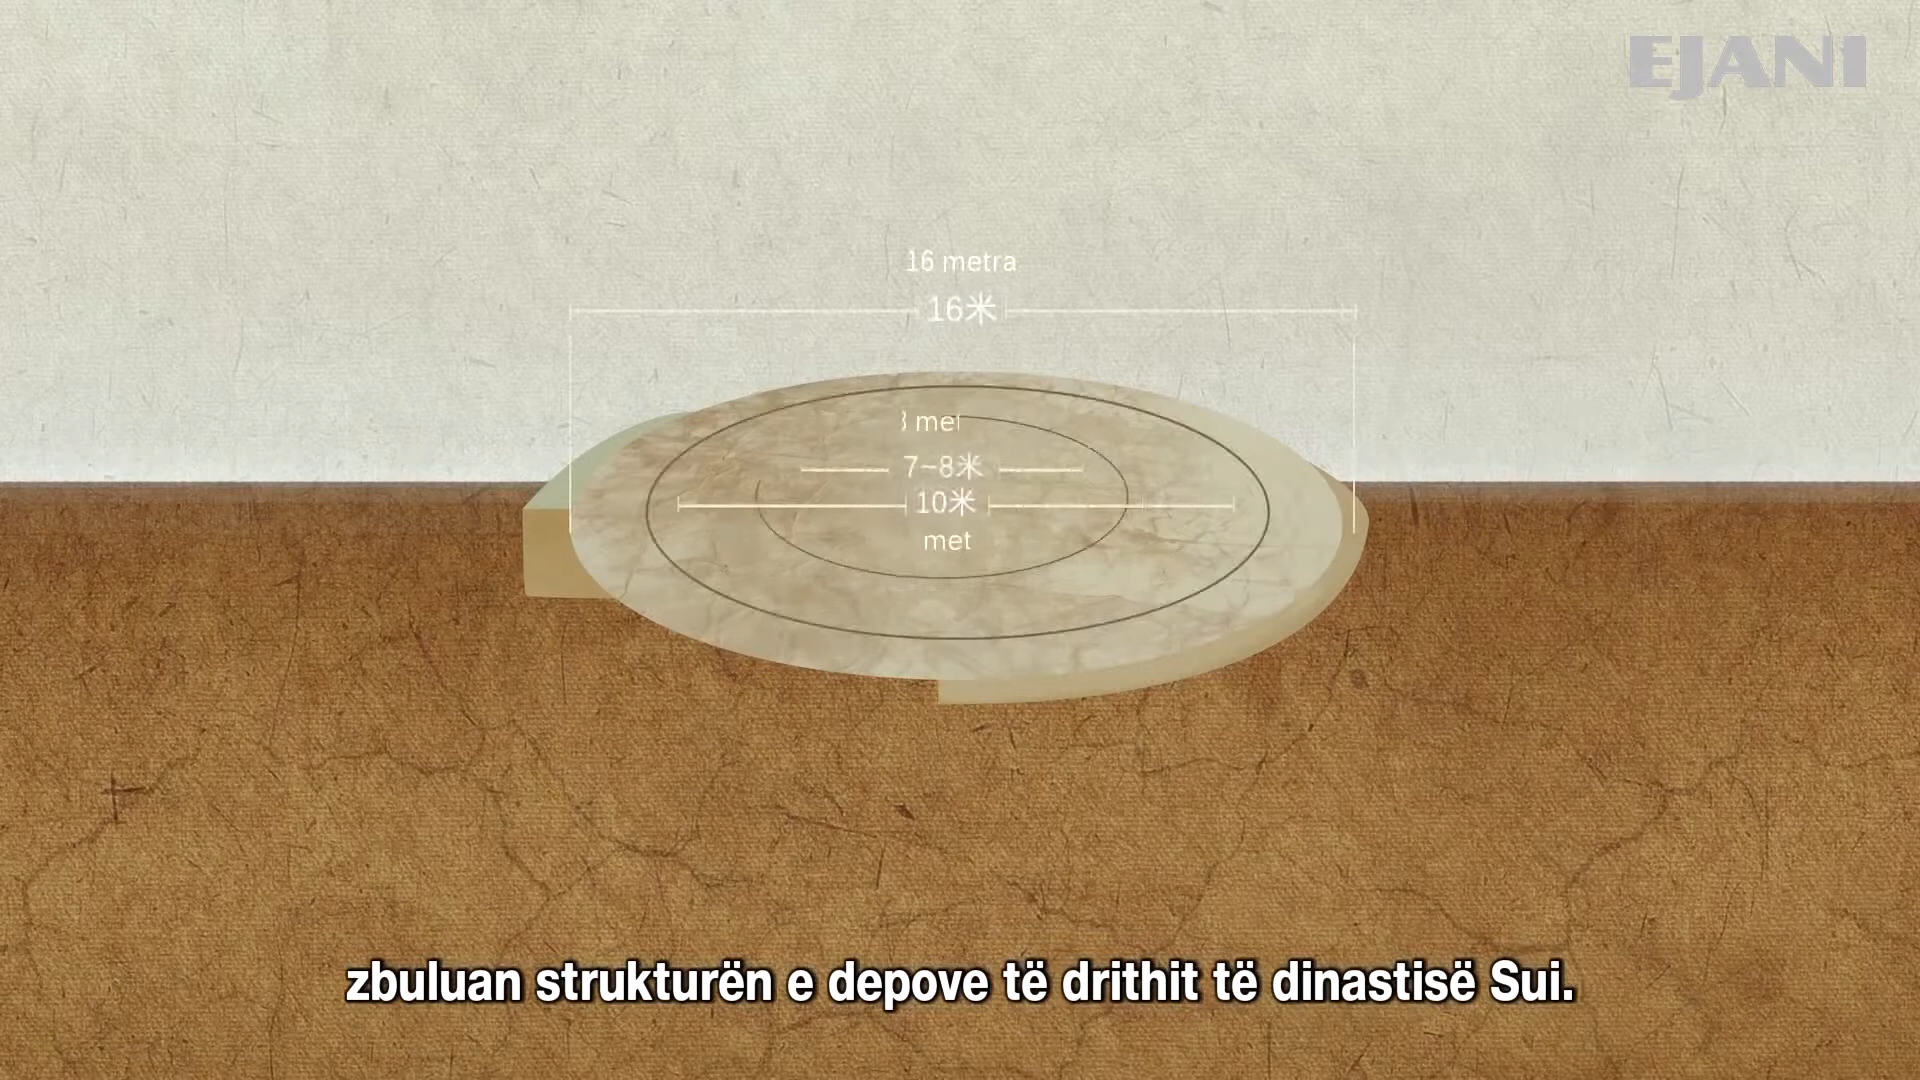 EJANI
16 metra
16米
7~8米
10米
zbuluan strukturën e depove të drithit të dinastisë Sui.